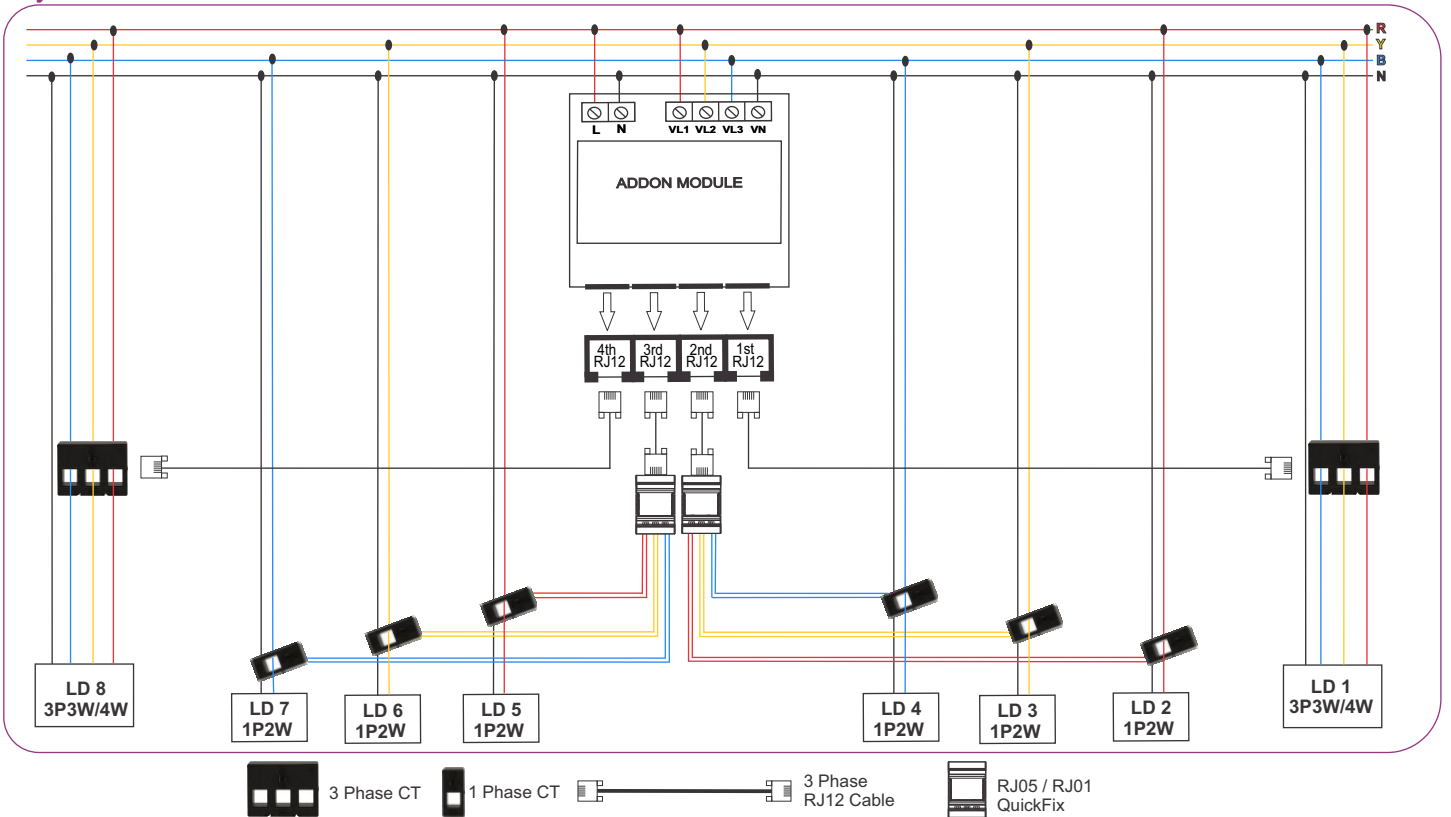 R
Y
B
N
L N VL1 VL2 VL3 VN
ADDON MODULE
4th
RJ12
3rd
RJ12
2nd
RJ12
1st
RJ12
LD 8
3P3W/4W
LD 7
1P2W
LD 6
1P2W
LD 5
1P2W
LD 4
1P2W
LD 3
1P2W
LD 2
1P2W
LD 1
3P3W/4W
3 Phase CT
1 Phase CT
3 Phase
RJ12 Cable
RJ05 / RJ01
QuickFix